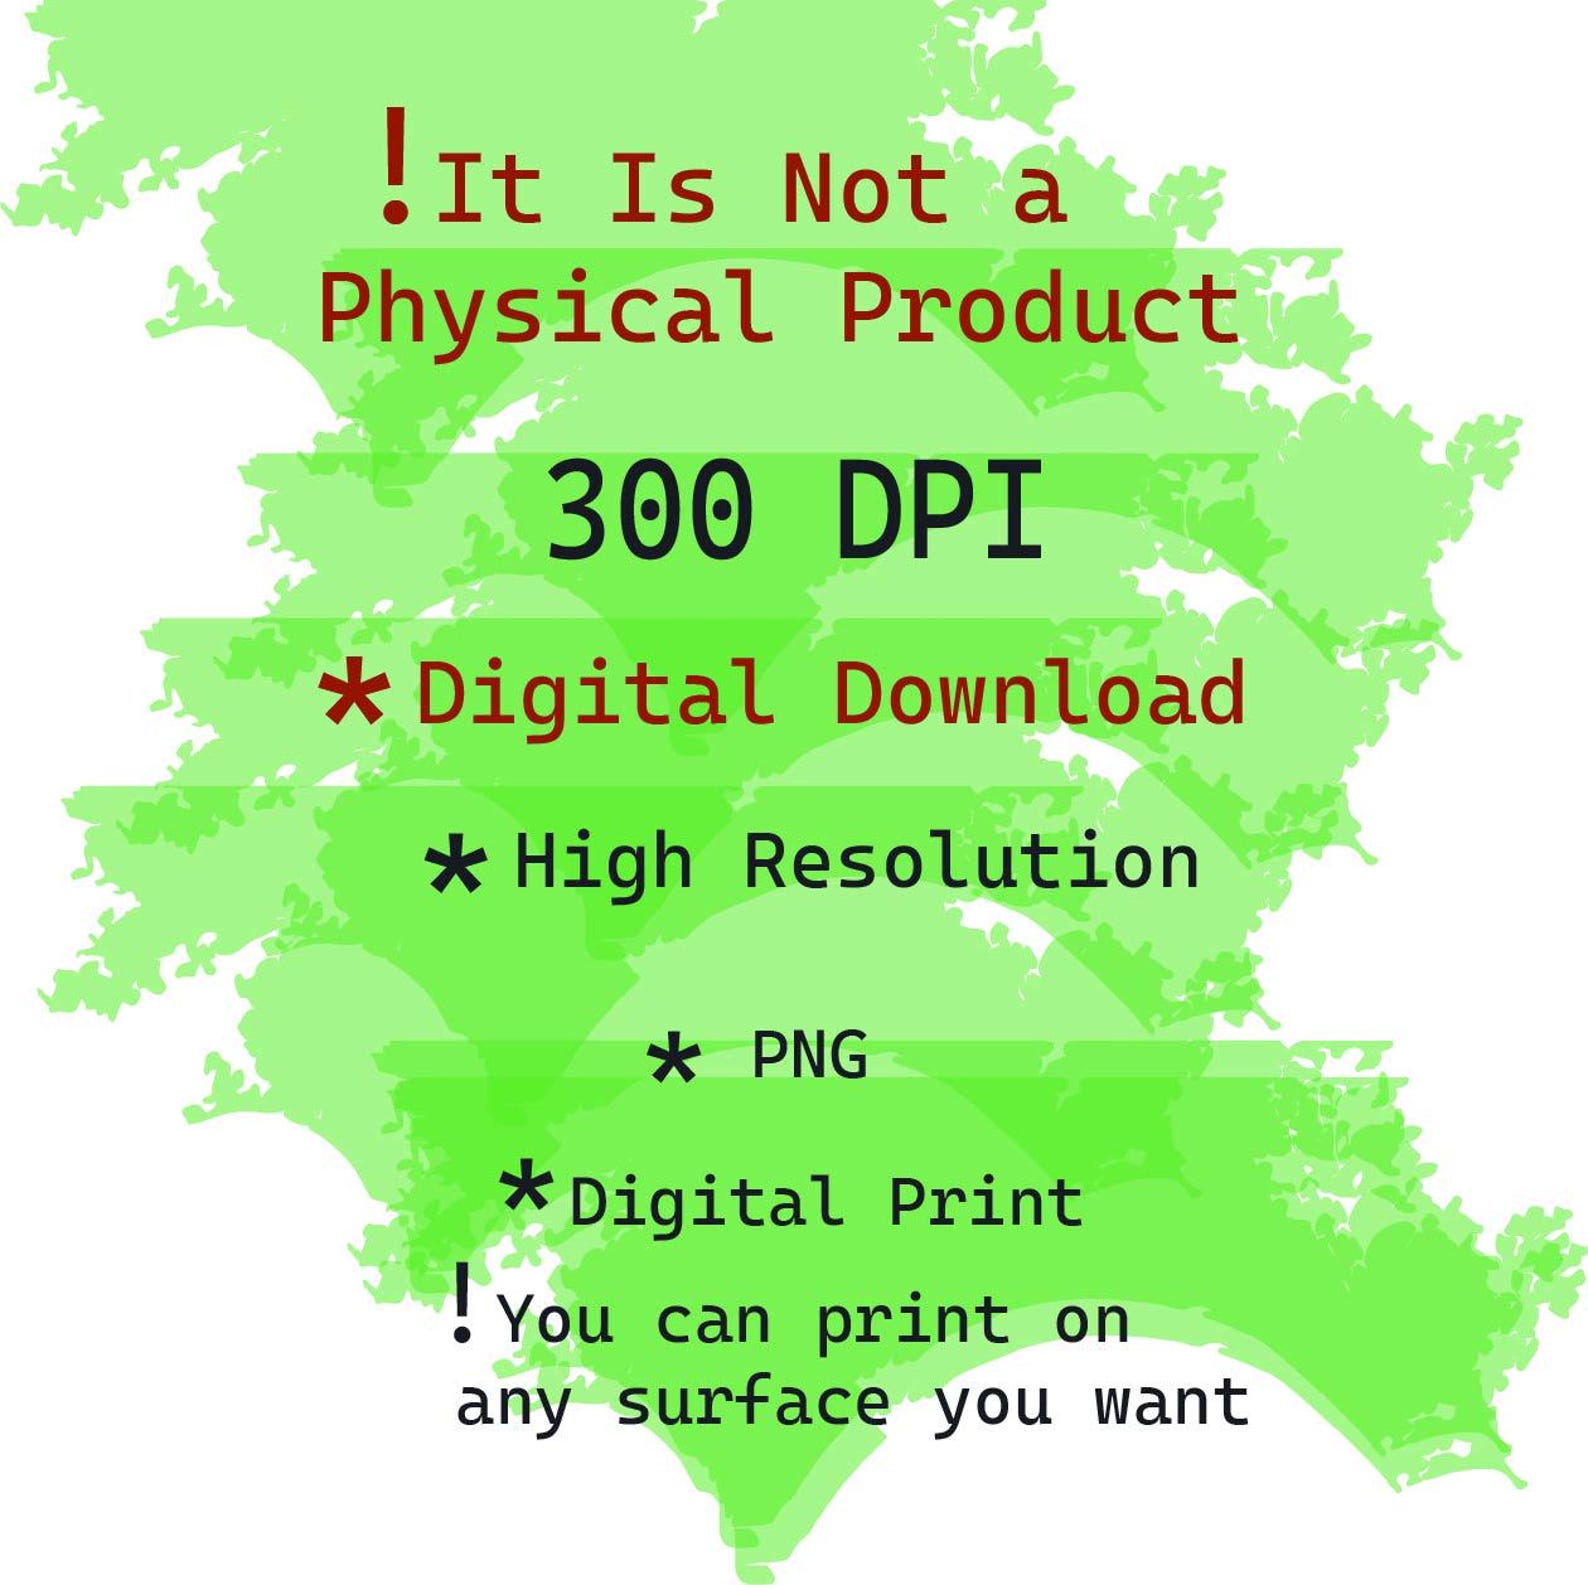 !It Is Not a
Physical Product
300 DPI
*Digital Download
*High Resolution
* PNG
*Digital Print
!You can print on
any surface you want